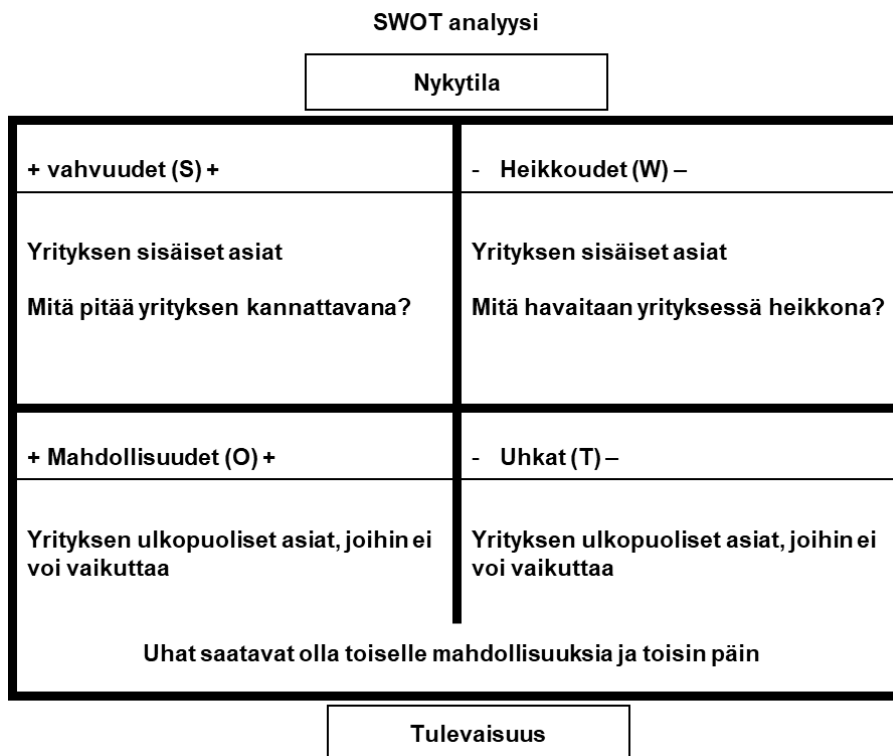 SWOT analyysi
Nykytila
+ vahvuudet (S) +
- Heikkoudet (W) –
Yrityksen sisäiset asiat
Mitä pitää yrityksen kannattavana?
Yrityksen sisäiset asiat
Mitä havaitaan yrityksessä heikkona?
+ Mahdollisuudet (O) +
- Uhkat (T) –
Yrityksen ulkopuoliset asiat, joihin ei
voi vaikuttaa
Yrityksen ulkopuoliset asiat, joihin ei
voi vaikuttaa
Uhat saatavat olla toiselle mahdollisuuksia ja toisin päin
Tulevaisuus